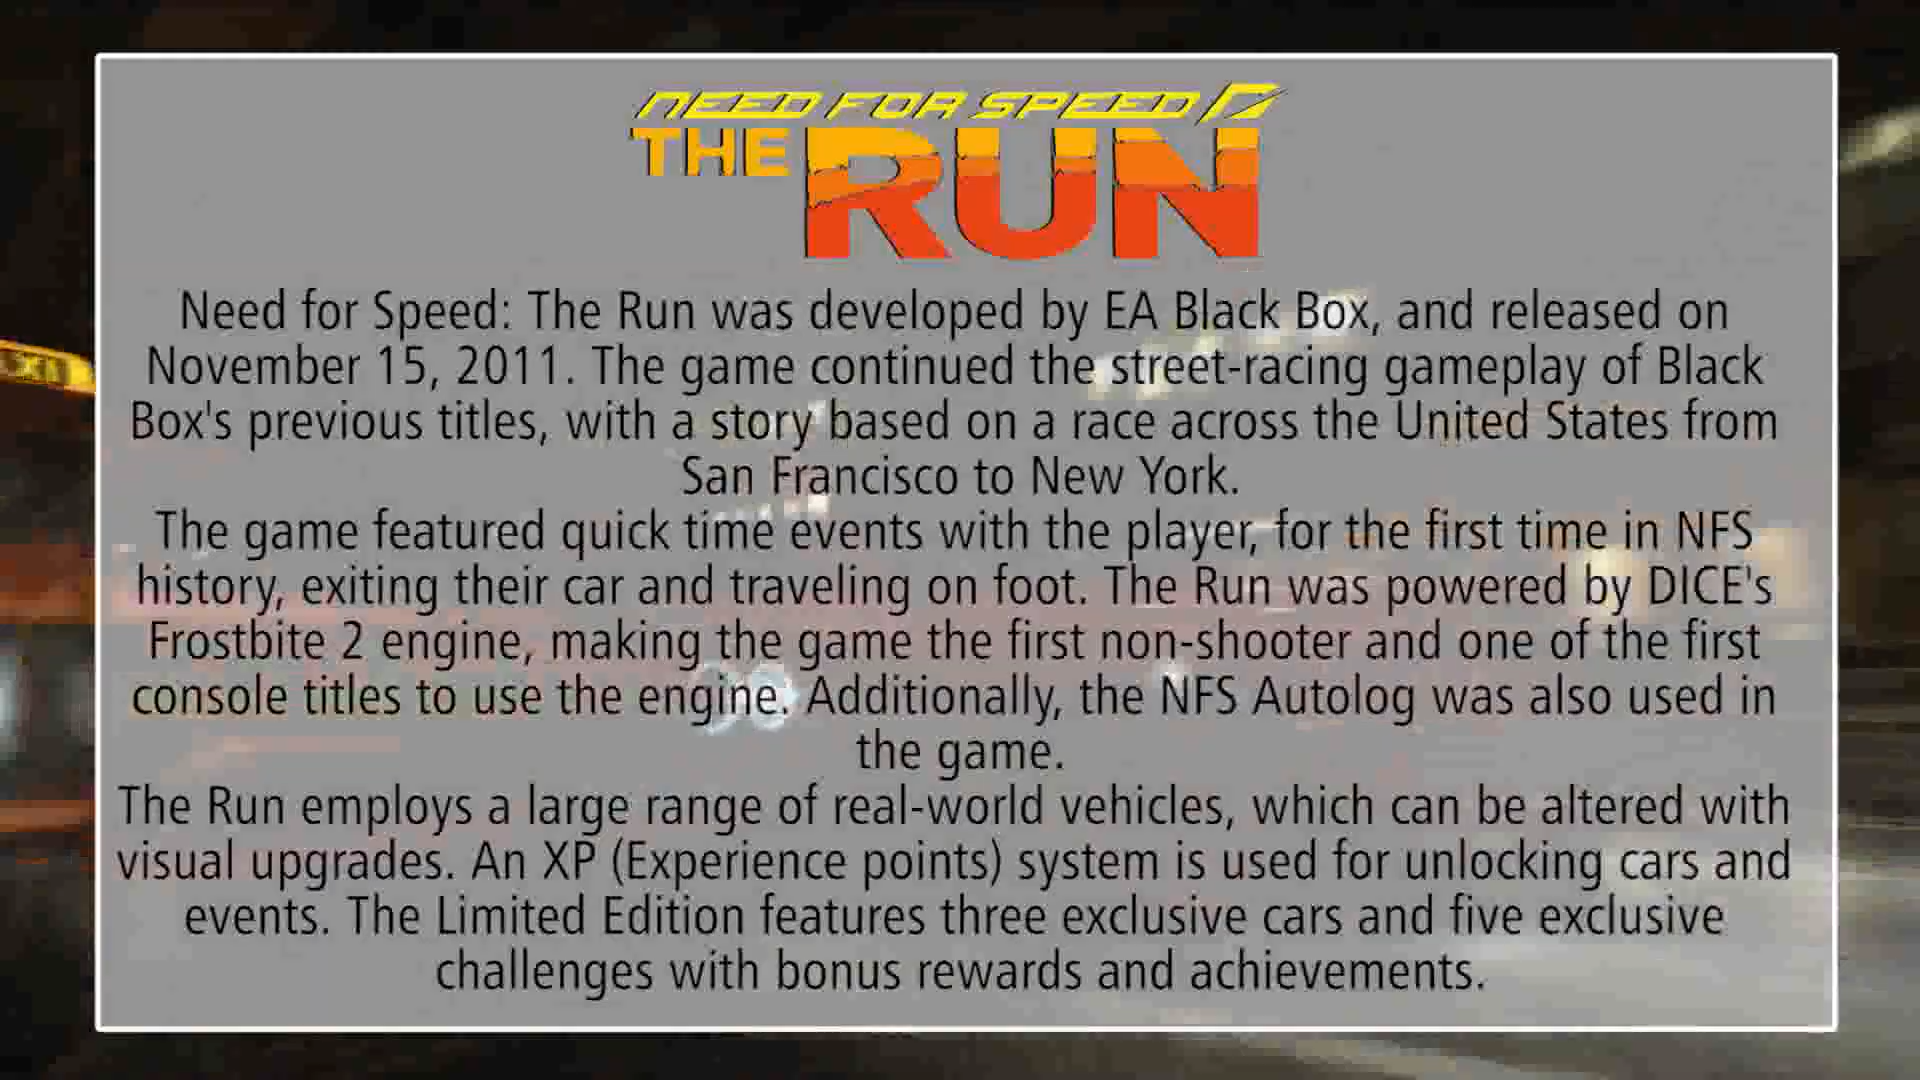 NEED FOR SPEED
THE RUN
Need for Speed: The Run was developed by EA Black Box, and released on
November 15, 2011. The game continued the street-racing gameplay of Black
Box's previous titles, with a story based on a race across the United States from
San Francisco to New York.
The game featured quick time events with the player, for the first time in NFS
history, exiting their car and traveling on foot. The Run was powered by DICE's
Frostbite 2 engine, making the game the first non-shooter and one of the first
console titles to use the engine. Additionally, the NFS Autolog was also used in
the game.
The Run employs a large range of real-world vehicles, which can be altered with
visual upgrades. An XP (Experience points) system is used for unlocking cars and
events. The Limited Edition features three exclusive cars and five exclusive
challenges with bonus rewards and achievements.